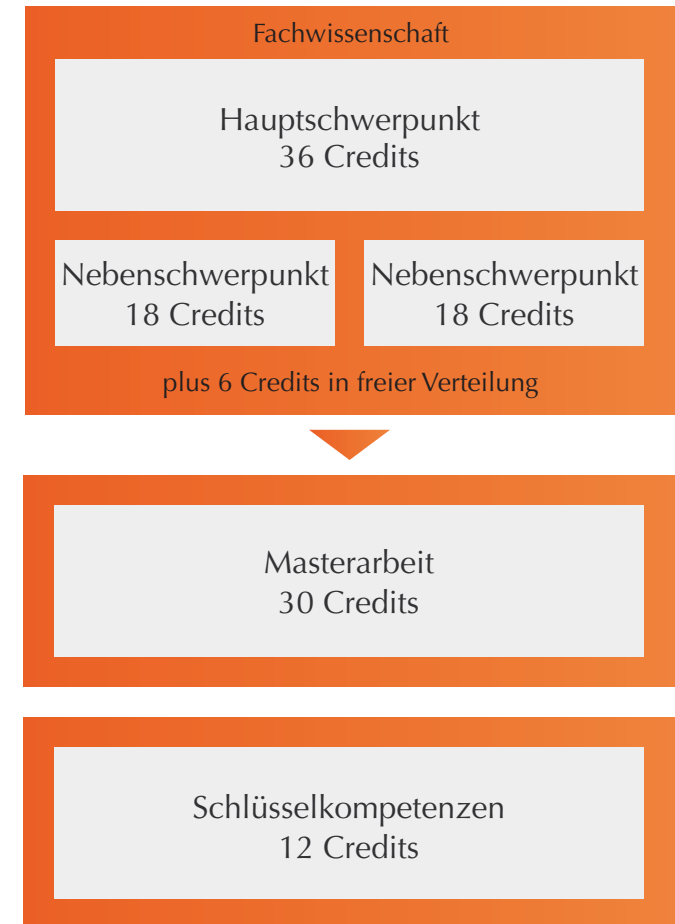 Fachwissenschaft
Hauptschwerpunkt
36 Credits
Nebenschwerpunkt
18 Credits
Nebenschwerpunkt
18 Credits
plus 6 Credits in freier Verteilung
Masterarbeit
30 Credits
Schlüsselkompetenzen
12 Credits